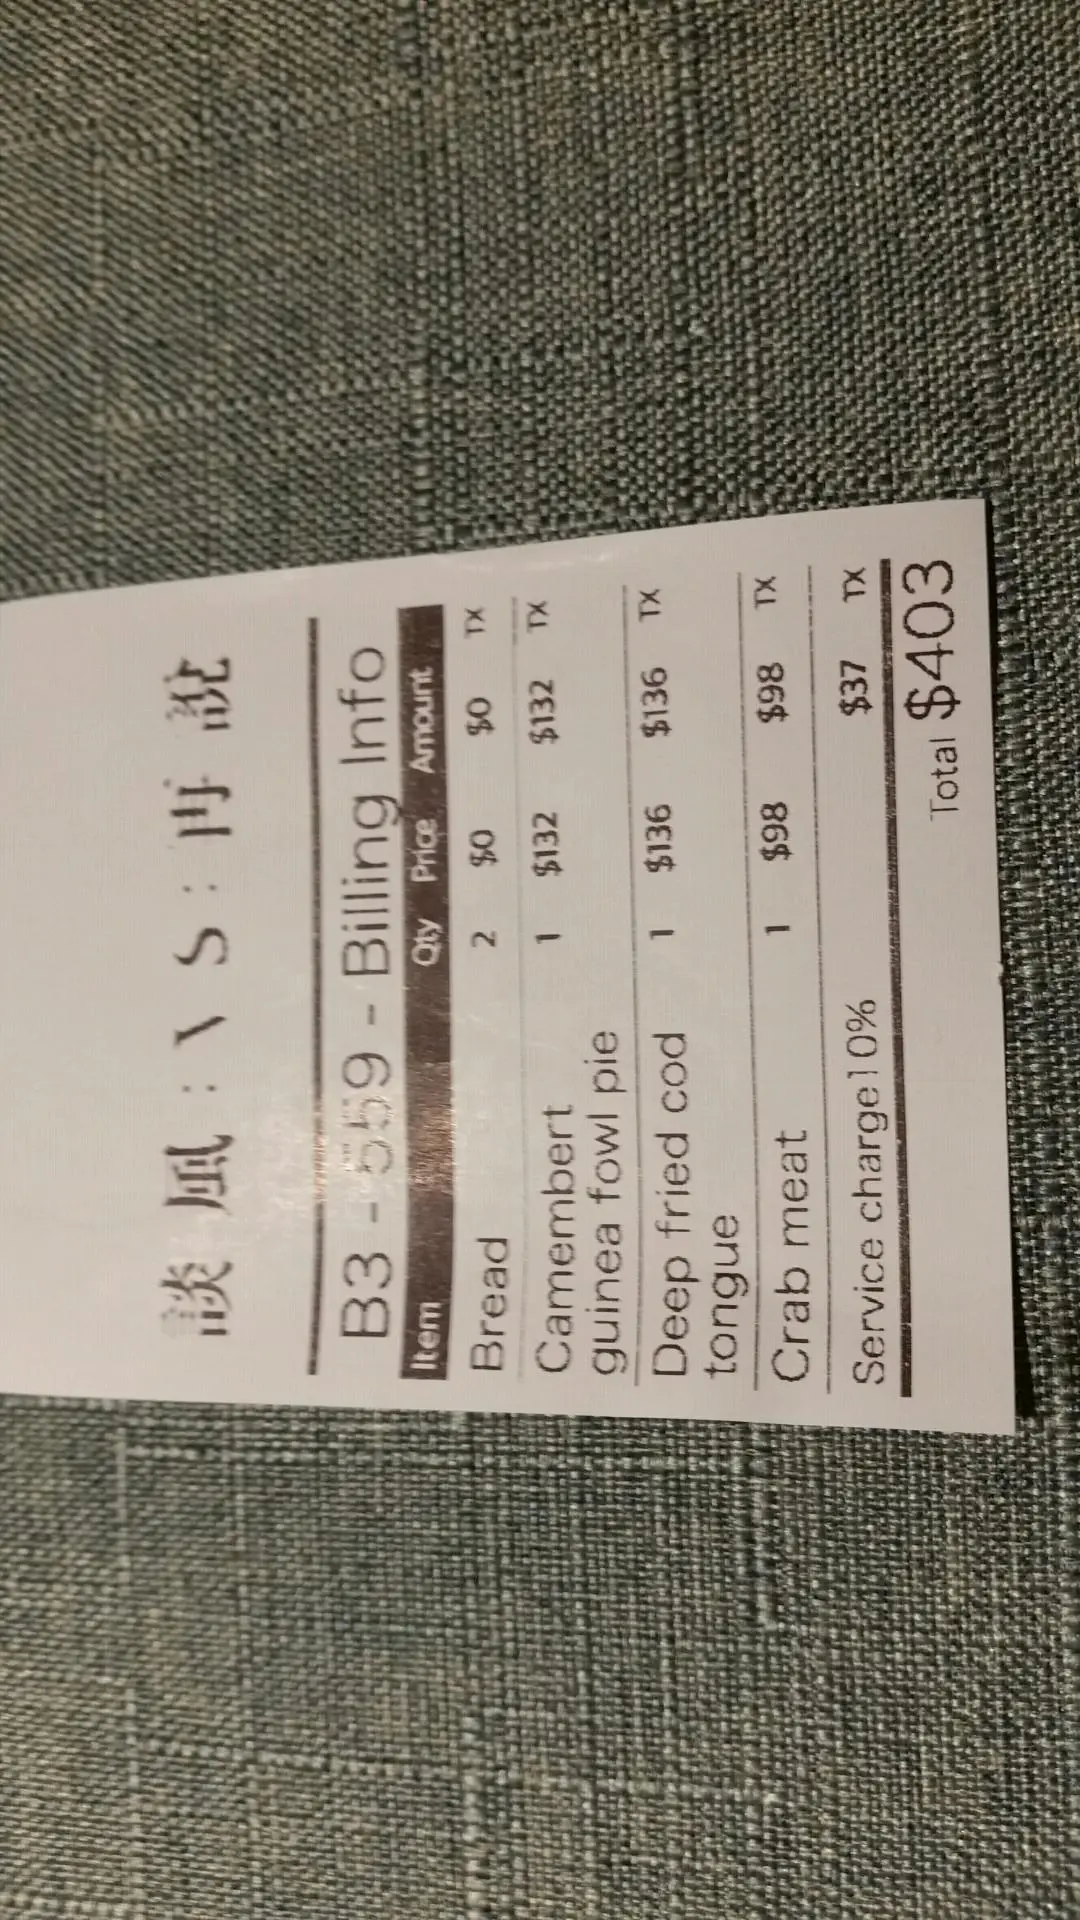 談風:\S:再說
B3 - 559 - Billing Info
Item Qty Price Amount
Bread 2 $0 $0 TX
Camembert 1 $132 $132 TX
guinea fowl pie
Deep fried cod 1 $136 $136 TX
tongue
Crab meat 1 $98 $98 TX
Service charge10% $37 TX
Total $403